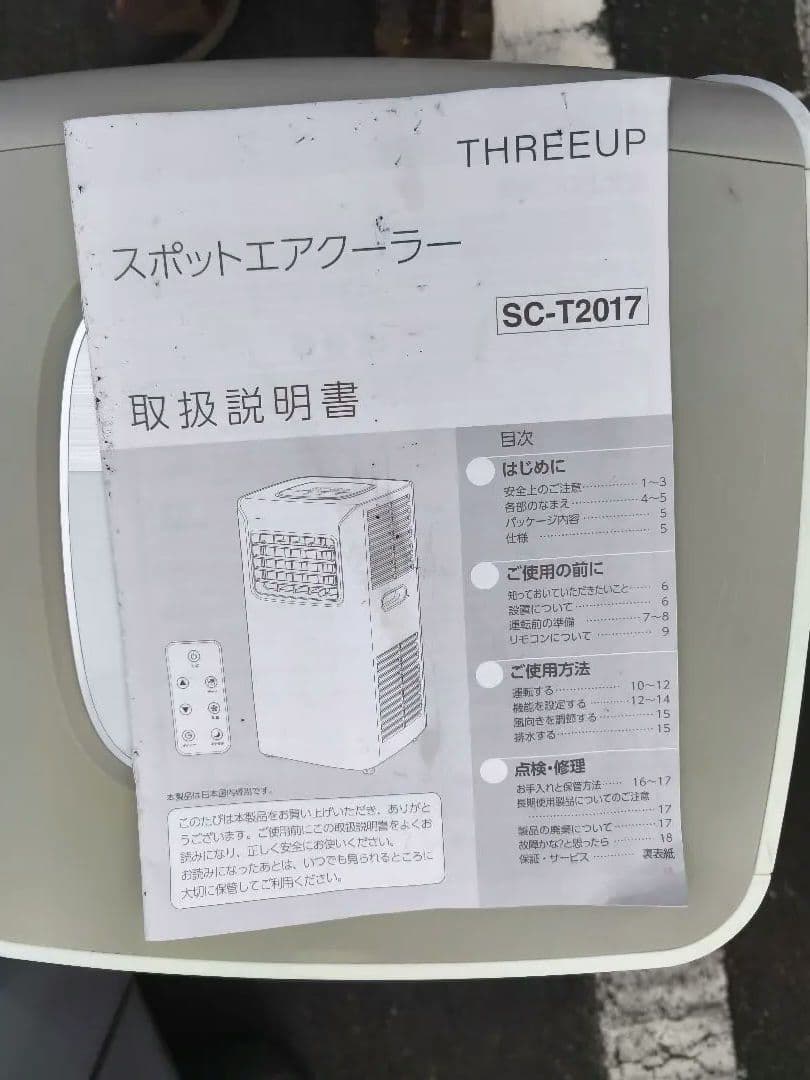 THREEUP
スポットエアクーラー
SC-T2017
取扱説明書
目次
はじめに
安全上のご注意 1〜3
各部のなまえ 4〜5
パッケージ内容 5
仕様 5
ご使用の前に
知っておいていただきたいこと 6
設置について 6
運転前の準備 7〜8
リモコンについて 9
ご使用方法
運転する 10〜12
機能を設定する 12〜14
風向きを調節する 15
排水する 15
点検・修理
お手入れと保管方法 16〜17
長期使用製品についてのご注意
17
製品の廃棄について 17
故障かな?と思ったら 18
保証・サービス 裏表紙
本製品は日本国内専用です。
このたびは本製品をお買い上げいただき、ありがと
うございます。ご使用前にこの取扱説明書をよくお
読みになり、正しく安全にお使いください。
お読みになったあとは、いつでも見られるところに
大切に保管してご利用ください。